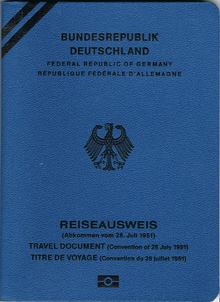 BUNDESREPUBLIK
DEUTSCHLAND
FEDERAL REPUBLIC OF GERMANY
RÉPUBLIQUE FÉDÉRALE D'ALLEMAGNE
REISEAUSWEIS
(Abkommen vom 28. Juli 1951)
TRAVEL DOCUMENT (Convention of 28 July 1951)
TITRE DE VOYAGE (Convention du 28 juillet 1951)